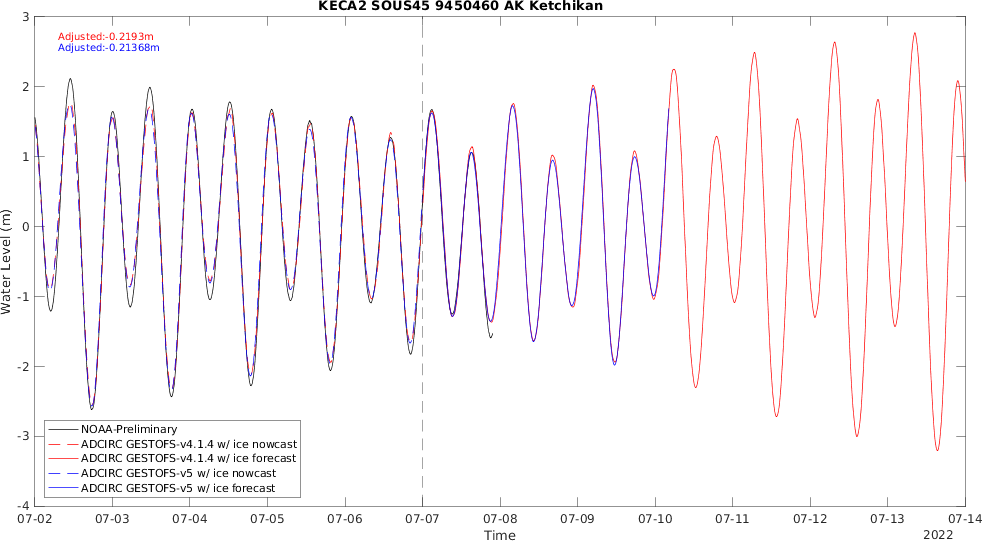 KECA2 SOUS45 9450460 AK Ketchikan
Adjusted:-0.2193m
Adjusted:-0.21368m
3
2
1
0
-1
-2
-3
-4
Water Level (m)
NOAA-Preliminary
ADCIRC GESTOFS-v4.1.4 w/ ice nowcast
ADCIRC GESTOFS-v4.1.4 w/ ice forecast
ADCIRC GESTOFS-v5 w/ ice nowcast
ADCIRC GESTOFS-v5 w/ ice forecast
07-02 07-03 07-04 07-05 07-06 07-07 07-08 07-09 07-10 07-11 07-12 07-13 07-14
Time
2022